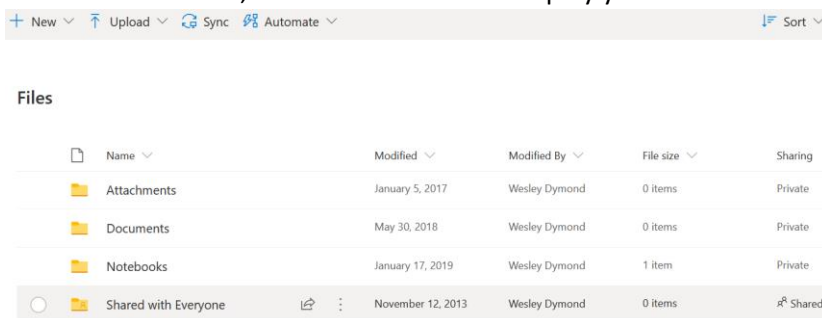 New Upload Sync Automate Sort
Files
Name Modified Modified By File size Sharing
Attachments January 5, 2017 Wesley Dymond 0 items Private
Documents May 30, 2018 Wesley Dymond 0 items Private
Notebooks January 17, 2019 Wesley Dymond 1 item Private
Shared with Everyone November 12, 2013 Wesley Dymond 0 items Shared